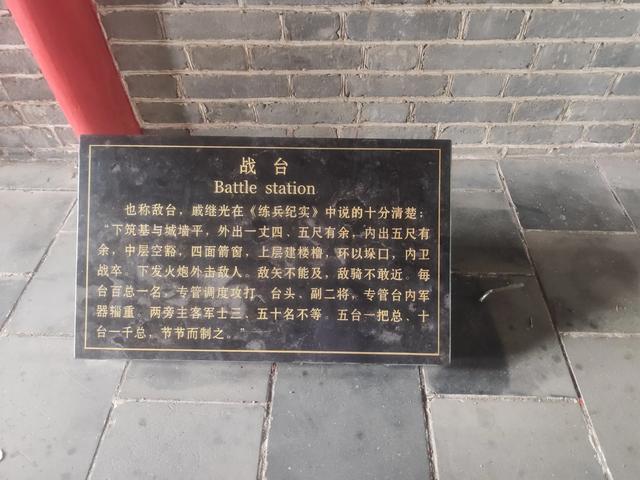 战台
Battle station
也称敌台，戚继光在《练兵纪实》中说的十分清楚：
“下筑基与城墙平，外出一丈四、五尺有余，内出五尺有
余，中层空豁，四面箭窗，上层建楼橹，环以垛口，内卫
战卒、下发火炮外击敌人。敌矢不能及，敌骑不敢近。每
台百总一名，专管调度攻打，台头、副二将，专管台内军
器辎重。两旁主客军士三、五十名不等。五台一把总、十
台一千总，节节而制之。”